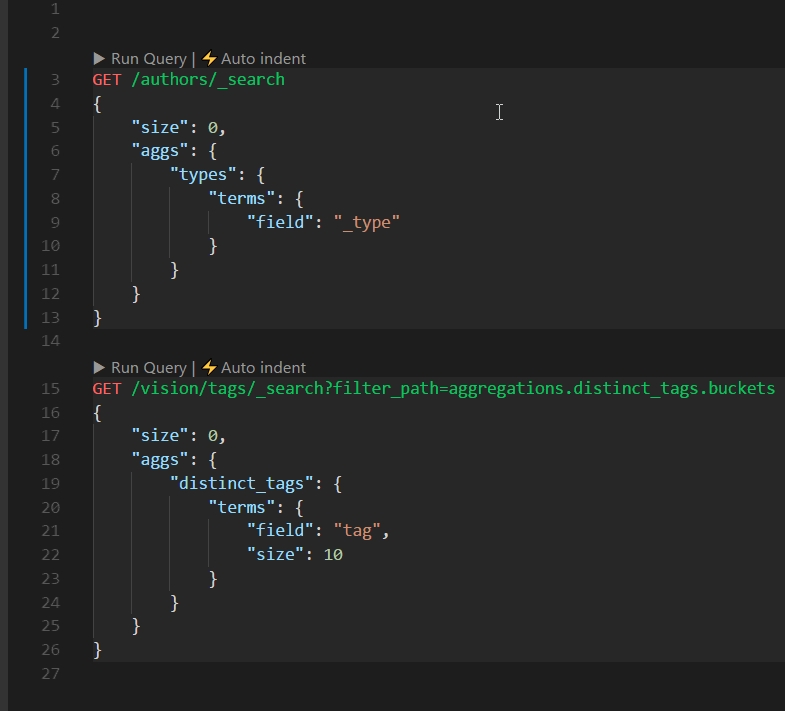 1
2
▶ Run Query | ⚡ Auto indent
3 GET /authors/_search
4 {
5     "size": 0,
6     "aggs": {
7         "types": {
8             "terms": {
9                 "field": "_type"
10             }
11         }
12     }
13 }
14
▶ Run Query | ⚡ Auto indent
15 GET /vision/tags/_search?filter_path=aggregations.distinct_tags.buckets
16 {
17     "size": 0,
18     "aggs": {
19         "distinct_tags": {
20             "terms": {
21                 "field": "tag",
22                 "size": 10
23             }
24         }
25     }
26 }
27